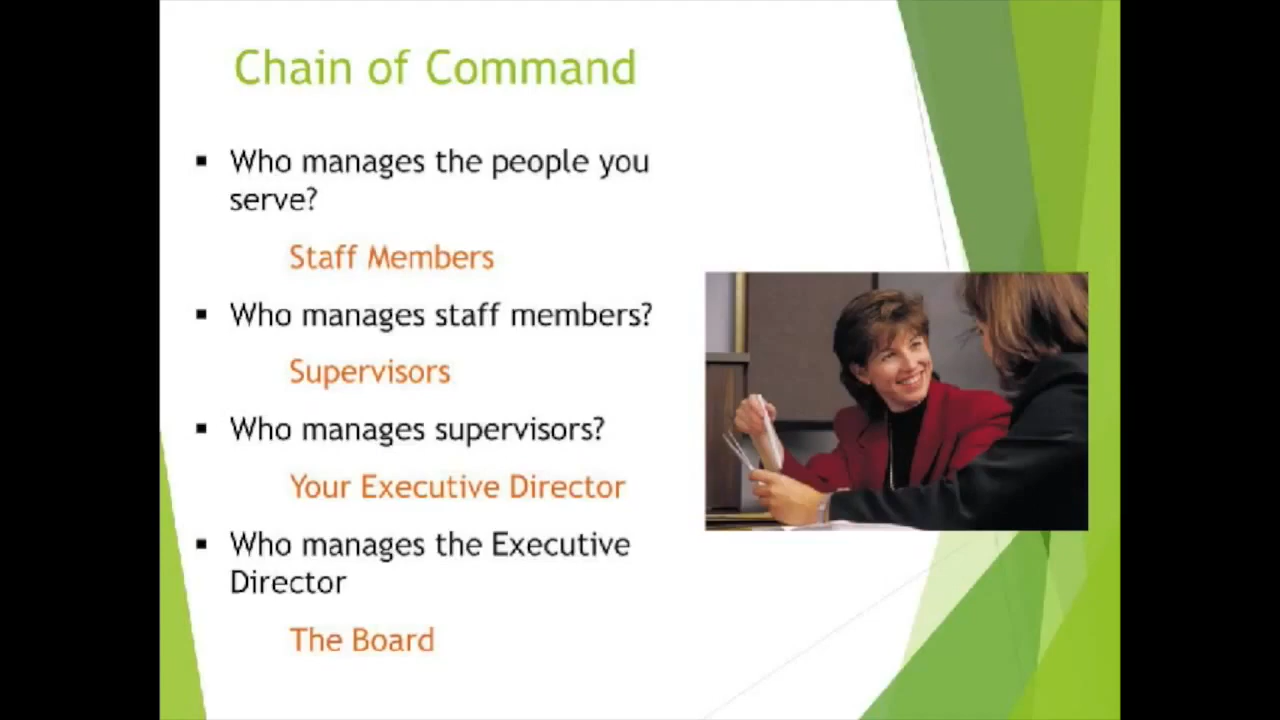 Chain of Command
▪ Who manages the people you
serve?
Staff Members
▪ Who manages staff members?
Supervisors
▪ Who manages supervisors?
Your Executive Director
▪ Who manages the Executive
Director
The Board